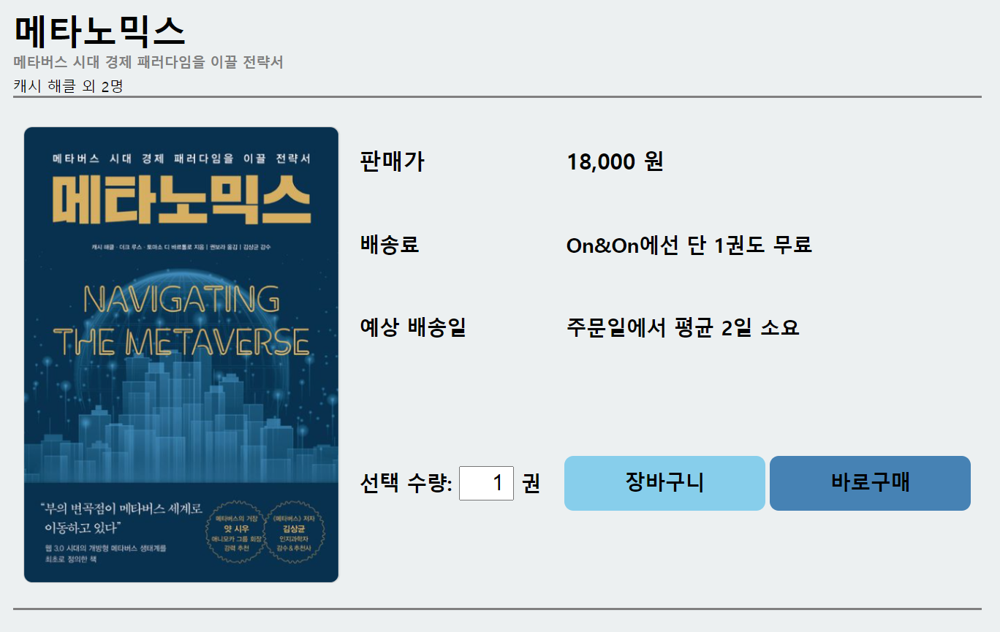 메타노믹스
메타버스 시대 경제 패러다임을 이끌 전략서
캐시 해클 외 2명
메타버스 시대 경제 패러다임을 이끌 전략서
메타노믹스
캐시 해클 · 더크 루스 · 토마소 디 바르톨로 지음 | 권보라 옮김 | 김상균 감수
NAVIGATING
THE METAVERSE
“부의 변곡점이 메타버스 세계로
이동하고 있다”
웹 3.0 시대의 개방형 메타버스 생태계를
최초로 정의한 책
메타버스의 거장
얏 시우
애니모카 그룹 회장
강력 추천
《메타버스》 저자
김상균
인지과학자
감수&추천사
판매가 18,000 원
배송료 On&On에선 단 1권도 무료
예상 배송일 주문일에서 평균 2일 소요
선택 수량: 1 권 장바구니 바로구매